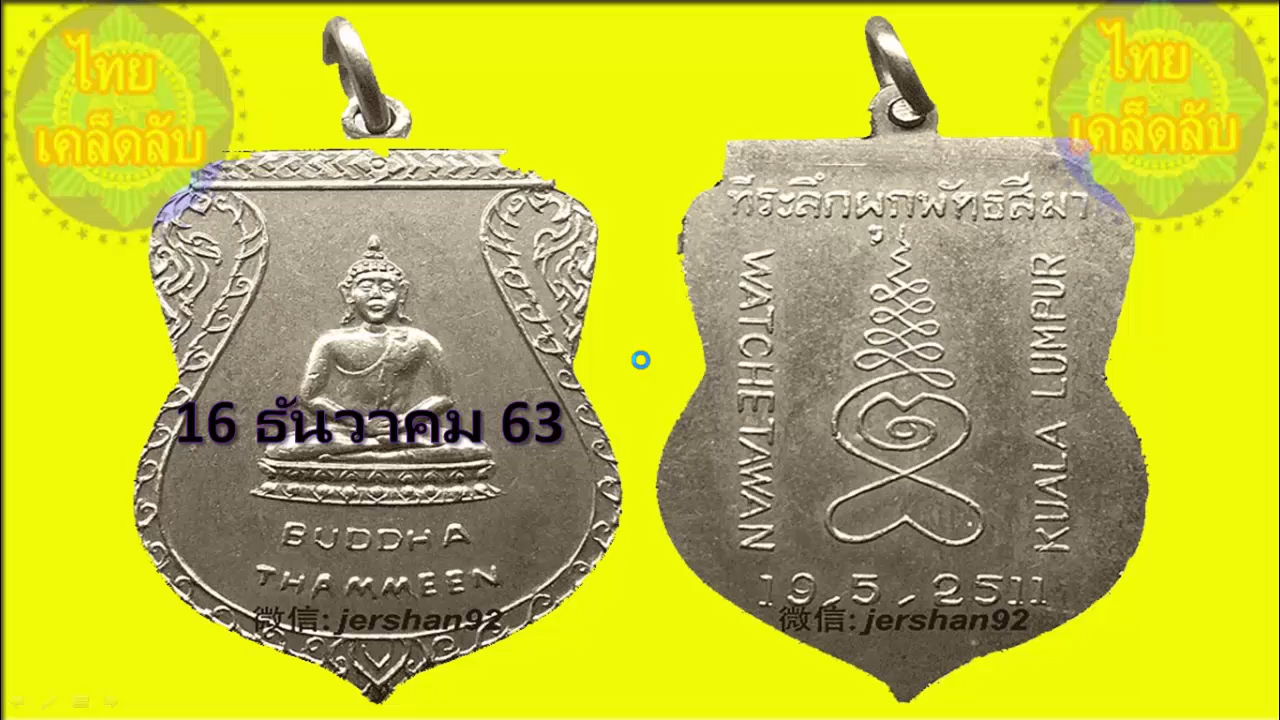 ไทย
เคล็ดลับ
ไทย
เคล็ดลับ
16 ธันวาคม 63
BUDDHA
THAMMEEN
微信: jershan92
ที่ระลึกผูกพัทธสีมา
WATCHETAWAN
KUALA LUMPUR
19.5.2511
微信: jershan92